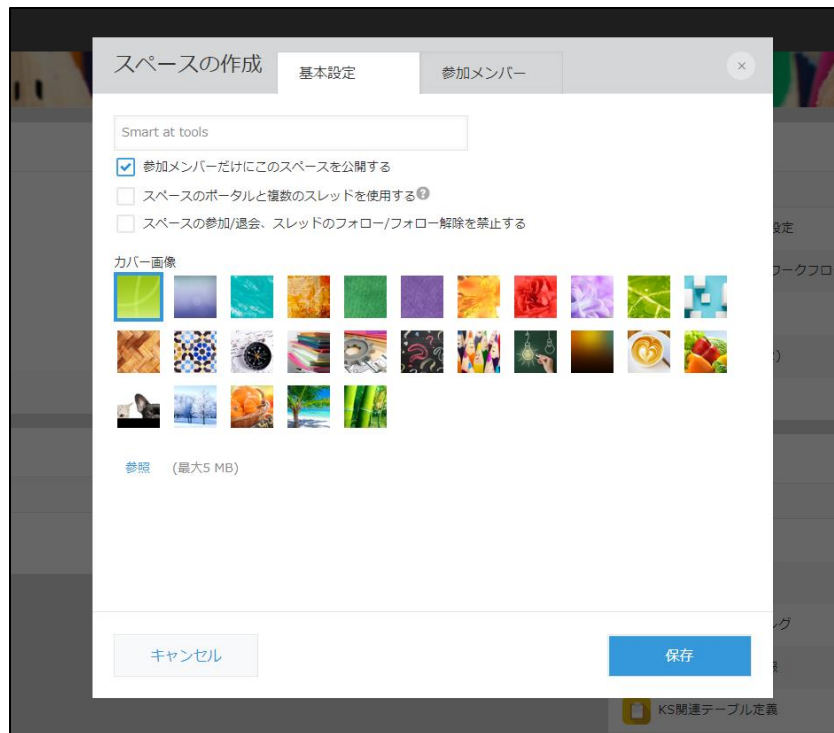 スペースの作成
基本設定
参加メンバー
Smart at tools
参加メンバーだけにこのスペースを公開する
スペースのポータルと複数のスレッドを使用する
スペースの参加/退会、スレッドのフォロー/フォロー解除を禁止する
カバー画像
参照 (最大5 MB)
キャンセル
保存
設定
ワークフロ
ング
KS関連テーブル定義